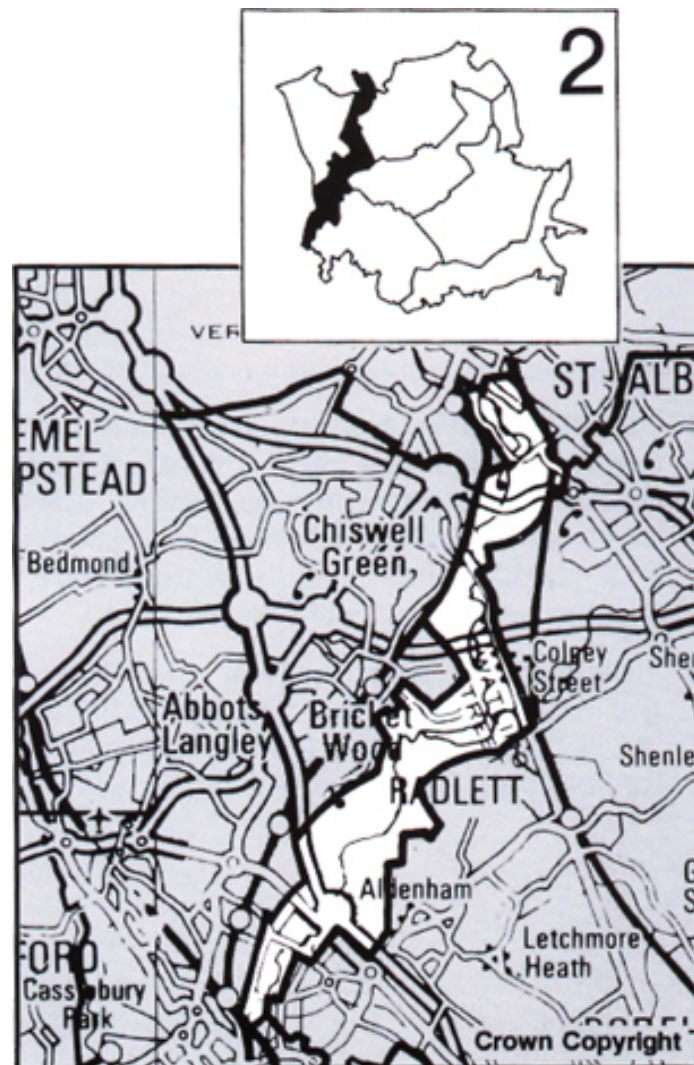 2
VER
ST ALB
EMEL
PSTEAD
Chiswell
Green
Bedmond
Colney
Street
She
Abbots
Langley
Bricket
Wood
Shenle
RADLETT
Aldenham
Letchmore
Heath
FORD
Cassiobury
Park
Crown Copyright